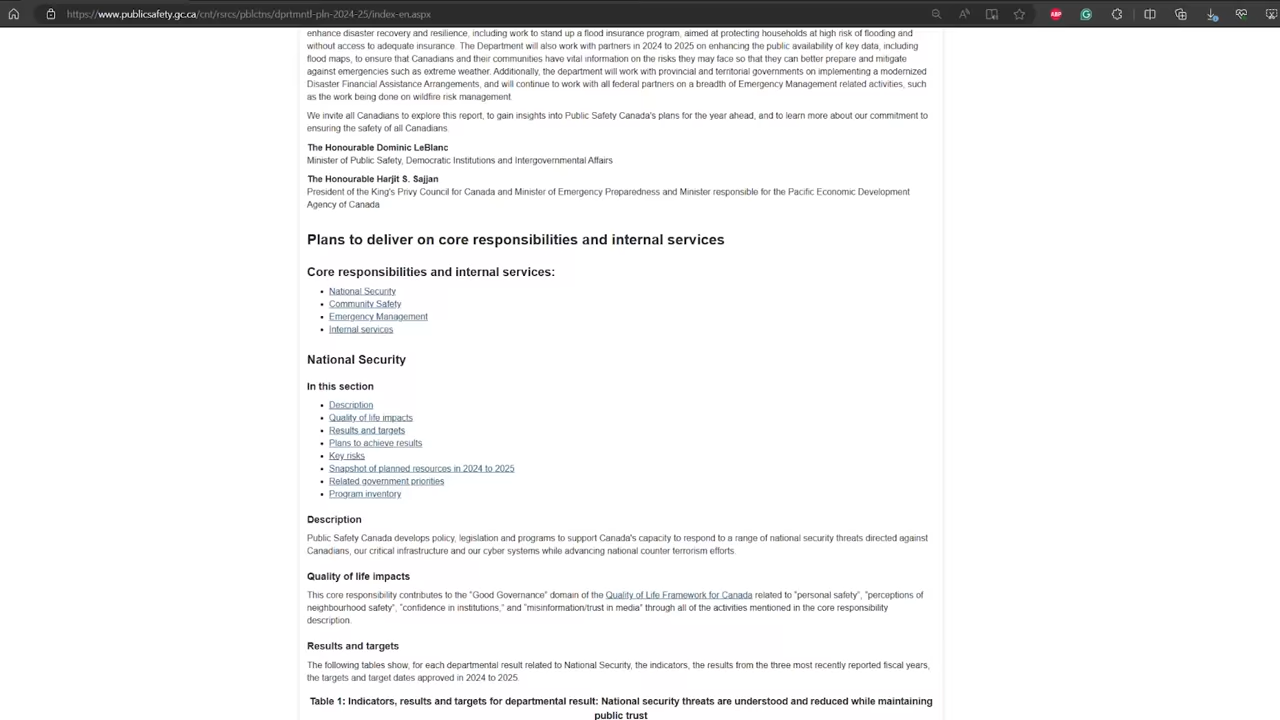 https://www.publicsafety.gc.ca/cnt/rsrcs/pblctns/dprtmntl-pln-2024-25/index-en.aspx
ABP
enhance disaster recovery and resilience, including work to stand up a flood insurance program, aimed at protecting households at high risk of flooding and
without access to adequate insurance. The Department will also work with partners in 2024 to 2025 on enhancing the public availability of key data, including
flood maps, to ensure that Canadians and their communities have vital information on the risks they may face so that they can better prepare and mitigate
against emergencies such as extreme weather. Additionally, the department will work with provincial and territorial governments on implementing a modernized
Disaster Financial Assistance Arrangements, and will continue to work with all federal partners on a breadth of Emergency Management related activities, such
as the work being done on wildfire risk management.
We invite all Canadians to explore this report, to gain insights into Public Safety Canada's plans for the year ahead, and to learn more about our commitment to
ensuring the safety of all Canadians.
The Honourable Dominic LeBlanc
Minister of Public Safety, Democratic Institutions and Intergovernmental Affairs
The Honourable Harjit S. Sajjan
President of the King's Privy Council for Canada and Minister of Emergency Preparedness and Minister responsible for the Pacific Economic Development
Agency of Canada
Plans to deliver on core responsibilities and internal services
Core responsibilities and internal services:
• National Security
• Community Safety
• Emergency Management
• Internal services
National Security
In this section
• Description
• Quality of life impacts
• Results and targets
• Plans to achieve results
• Key risks
• Snapshot of planned resources in 2024 to 2025
• Related government priorities
• Program inventory
Description
Public Safety Canada develops policy, legislation and programs to support Canada's capacity to respond to a range of national security threats directed against
Canadians, our critical infrastructure and our cyber systems while advancing national counter terrorism efforts.
Quality of life impacts
This core responsibility contributes to the "Good Governance" domain of the Quality of Life Framework for Canada related to "personal safety", "perceptions of
neighbourhood safety", "confidence in institutions," and "misinformation/trust in media" through all of the activities mentioned in the core responsibility
description.
Results and targets
The following tables show, for each departmental result related to National Security, the indicators, the results from the three most recently reported fiscal years,
the targets and target dates approved in 2024 to 2025.
Table 1: Indicators, results and targets for departmental result: National security threats are understood and reduced while maintaining
public trust